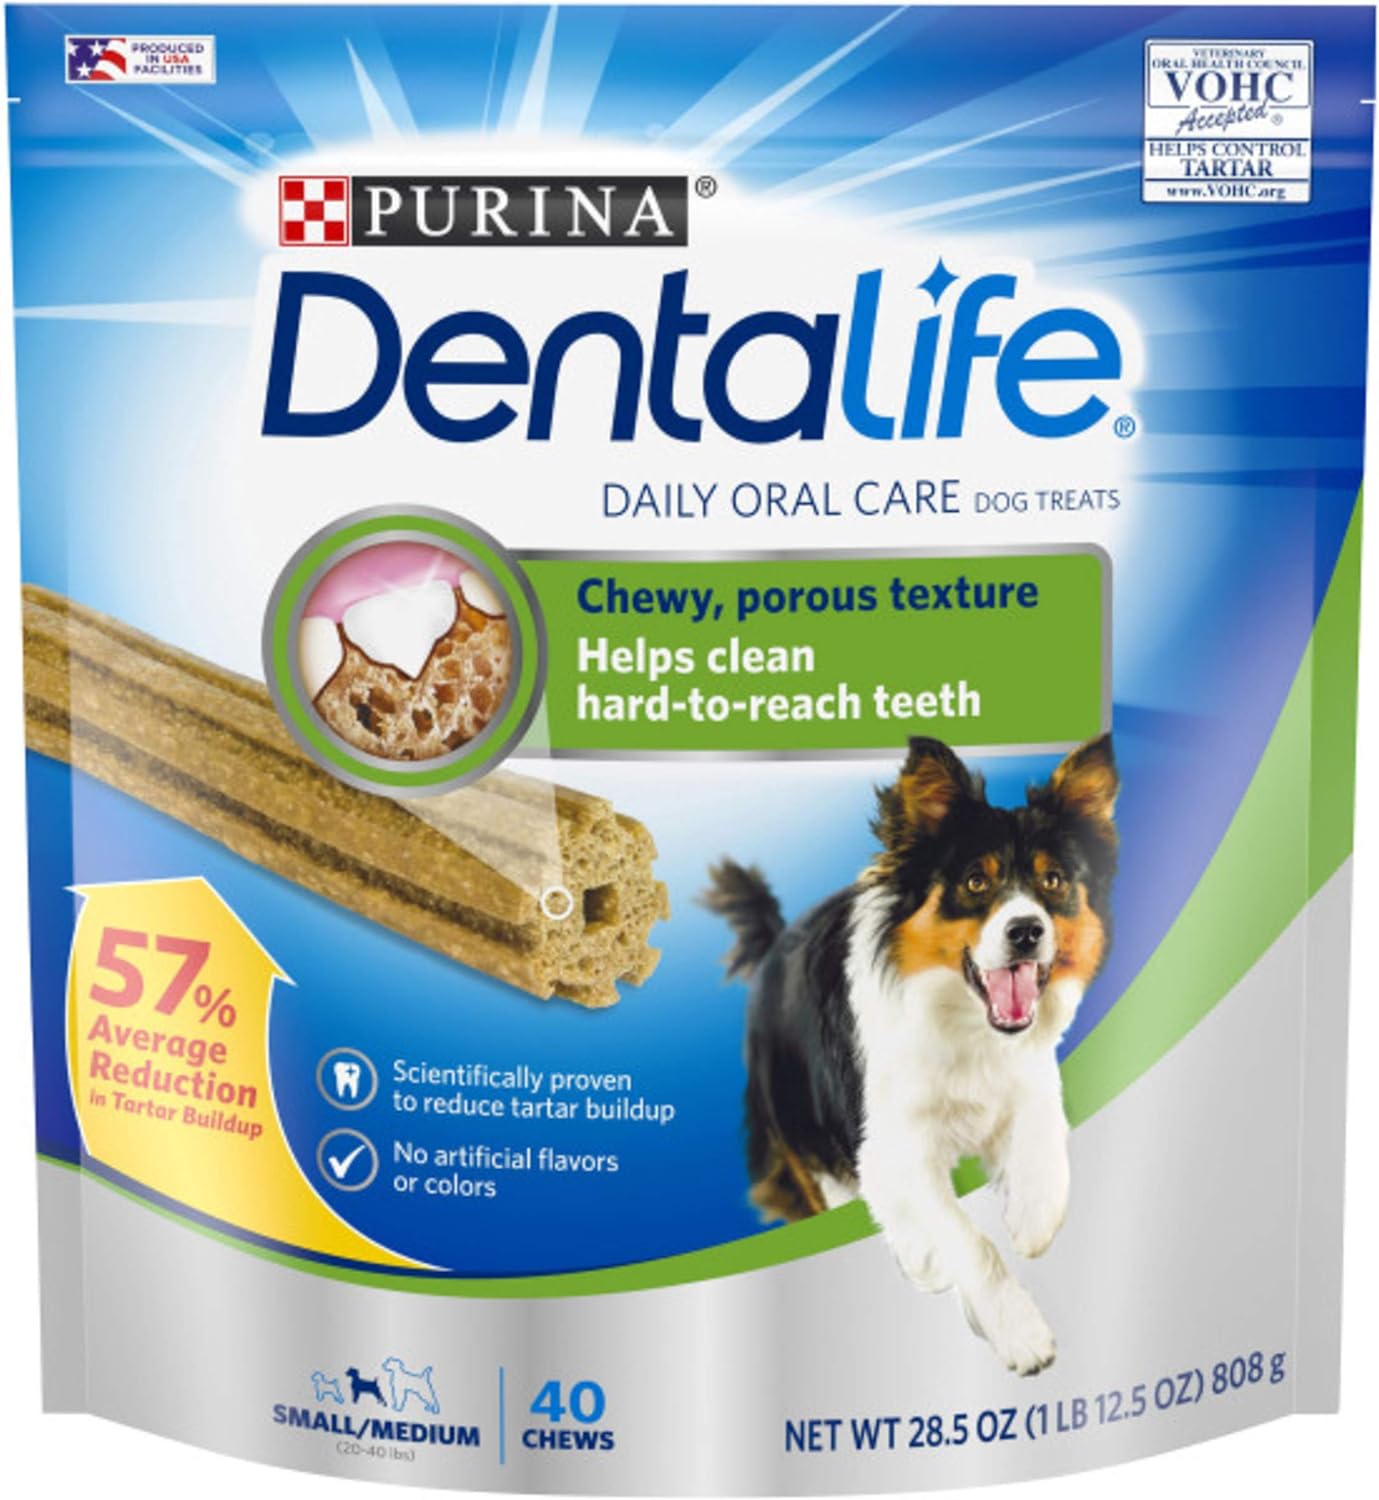 PRODUCED
IN USA
FACILITIES
VETERINARY
ORAL HEALTH COUNCIL
VOHC
Accepted®
HELPS CONTROL
TARTAR
www.VOHC.org
PURINA®
Dentalife®
DAILY ORAL CARE DOG TREATS
Chewy, porous texture
Helps clean
hard-to-reach teeth
57%
Average
Reduction
in Tartar Buildup
Scientifically proven
to reduce tartar buildup
No artificial flavors
or colors
SMALL/MEDIUM
(20-40 lbs)
40
CHEWS
NET WT 28.5 OZ (1 LB 12.5 OZ) 808 g